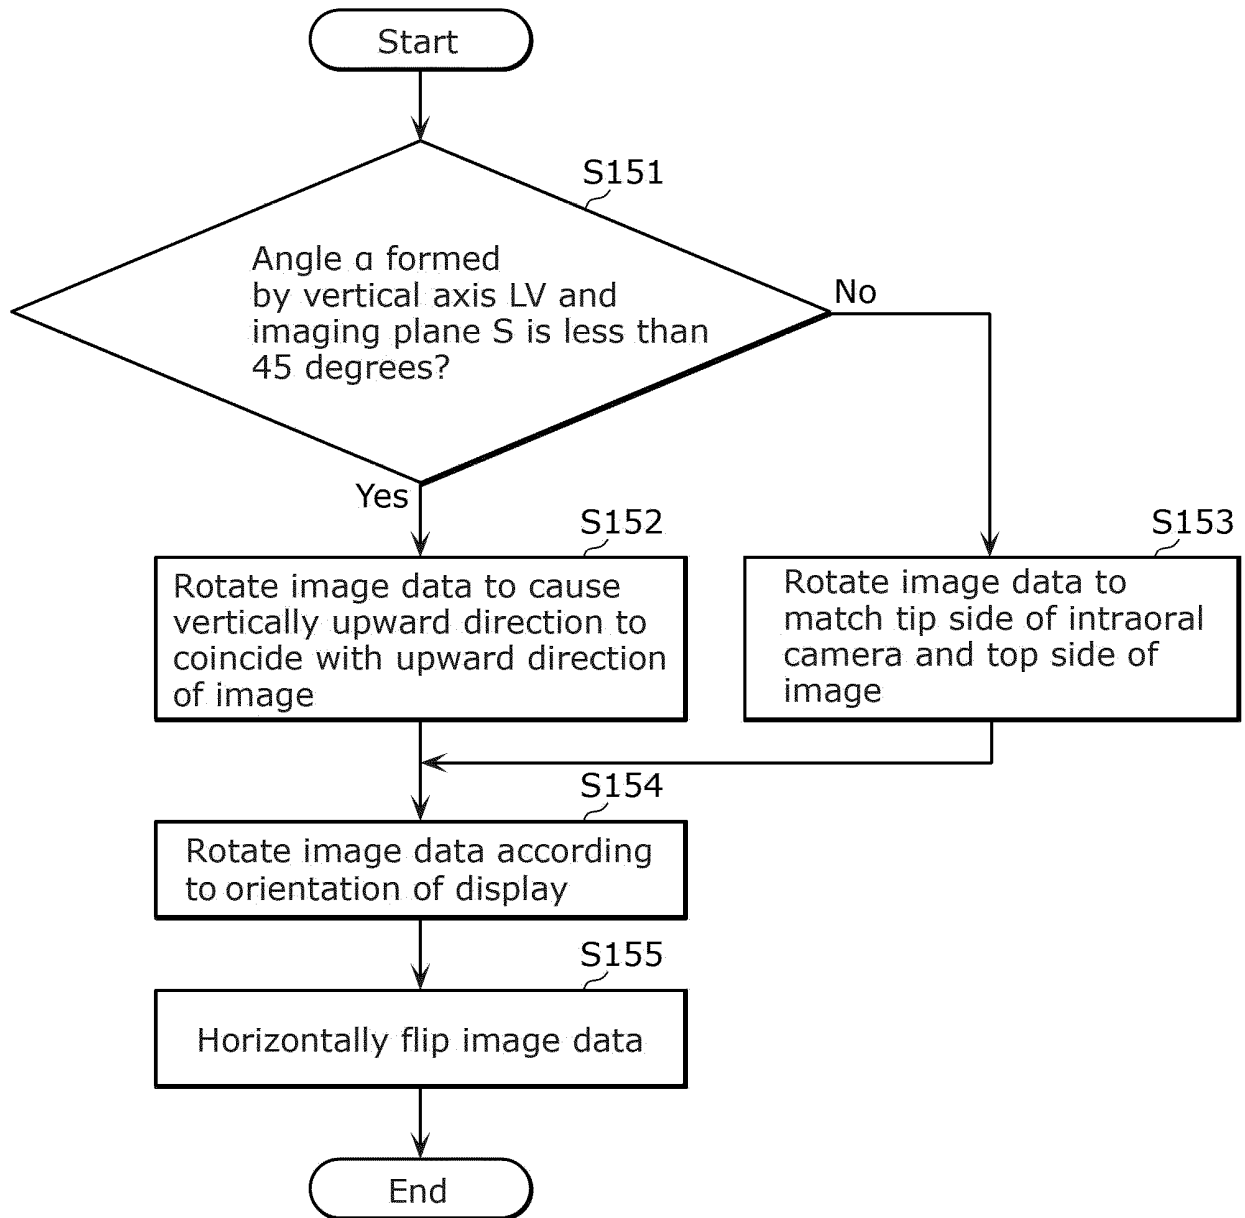 Start
S151
Angle α formed
by vertical axis LV and
imaging plane S is less than
45 degrees?
No
Yes
S152
Rotate image data to cause
vertically upward direction to
coincide with upward direction
of image
S153
Rotate image data to
match tip side of intraoral
camera and top side of
image
S154
Rotate image data according
to orientation of display
S155
Horizontally flip image data
End